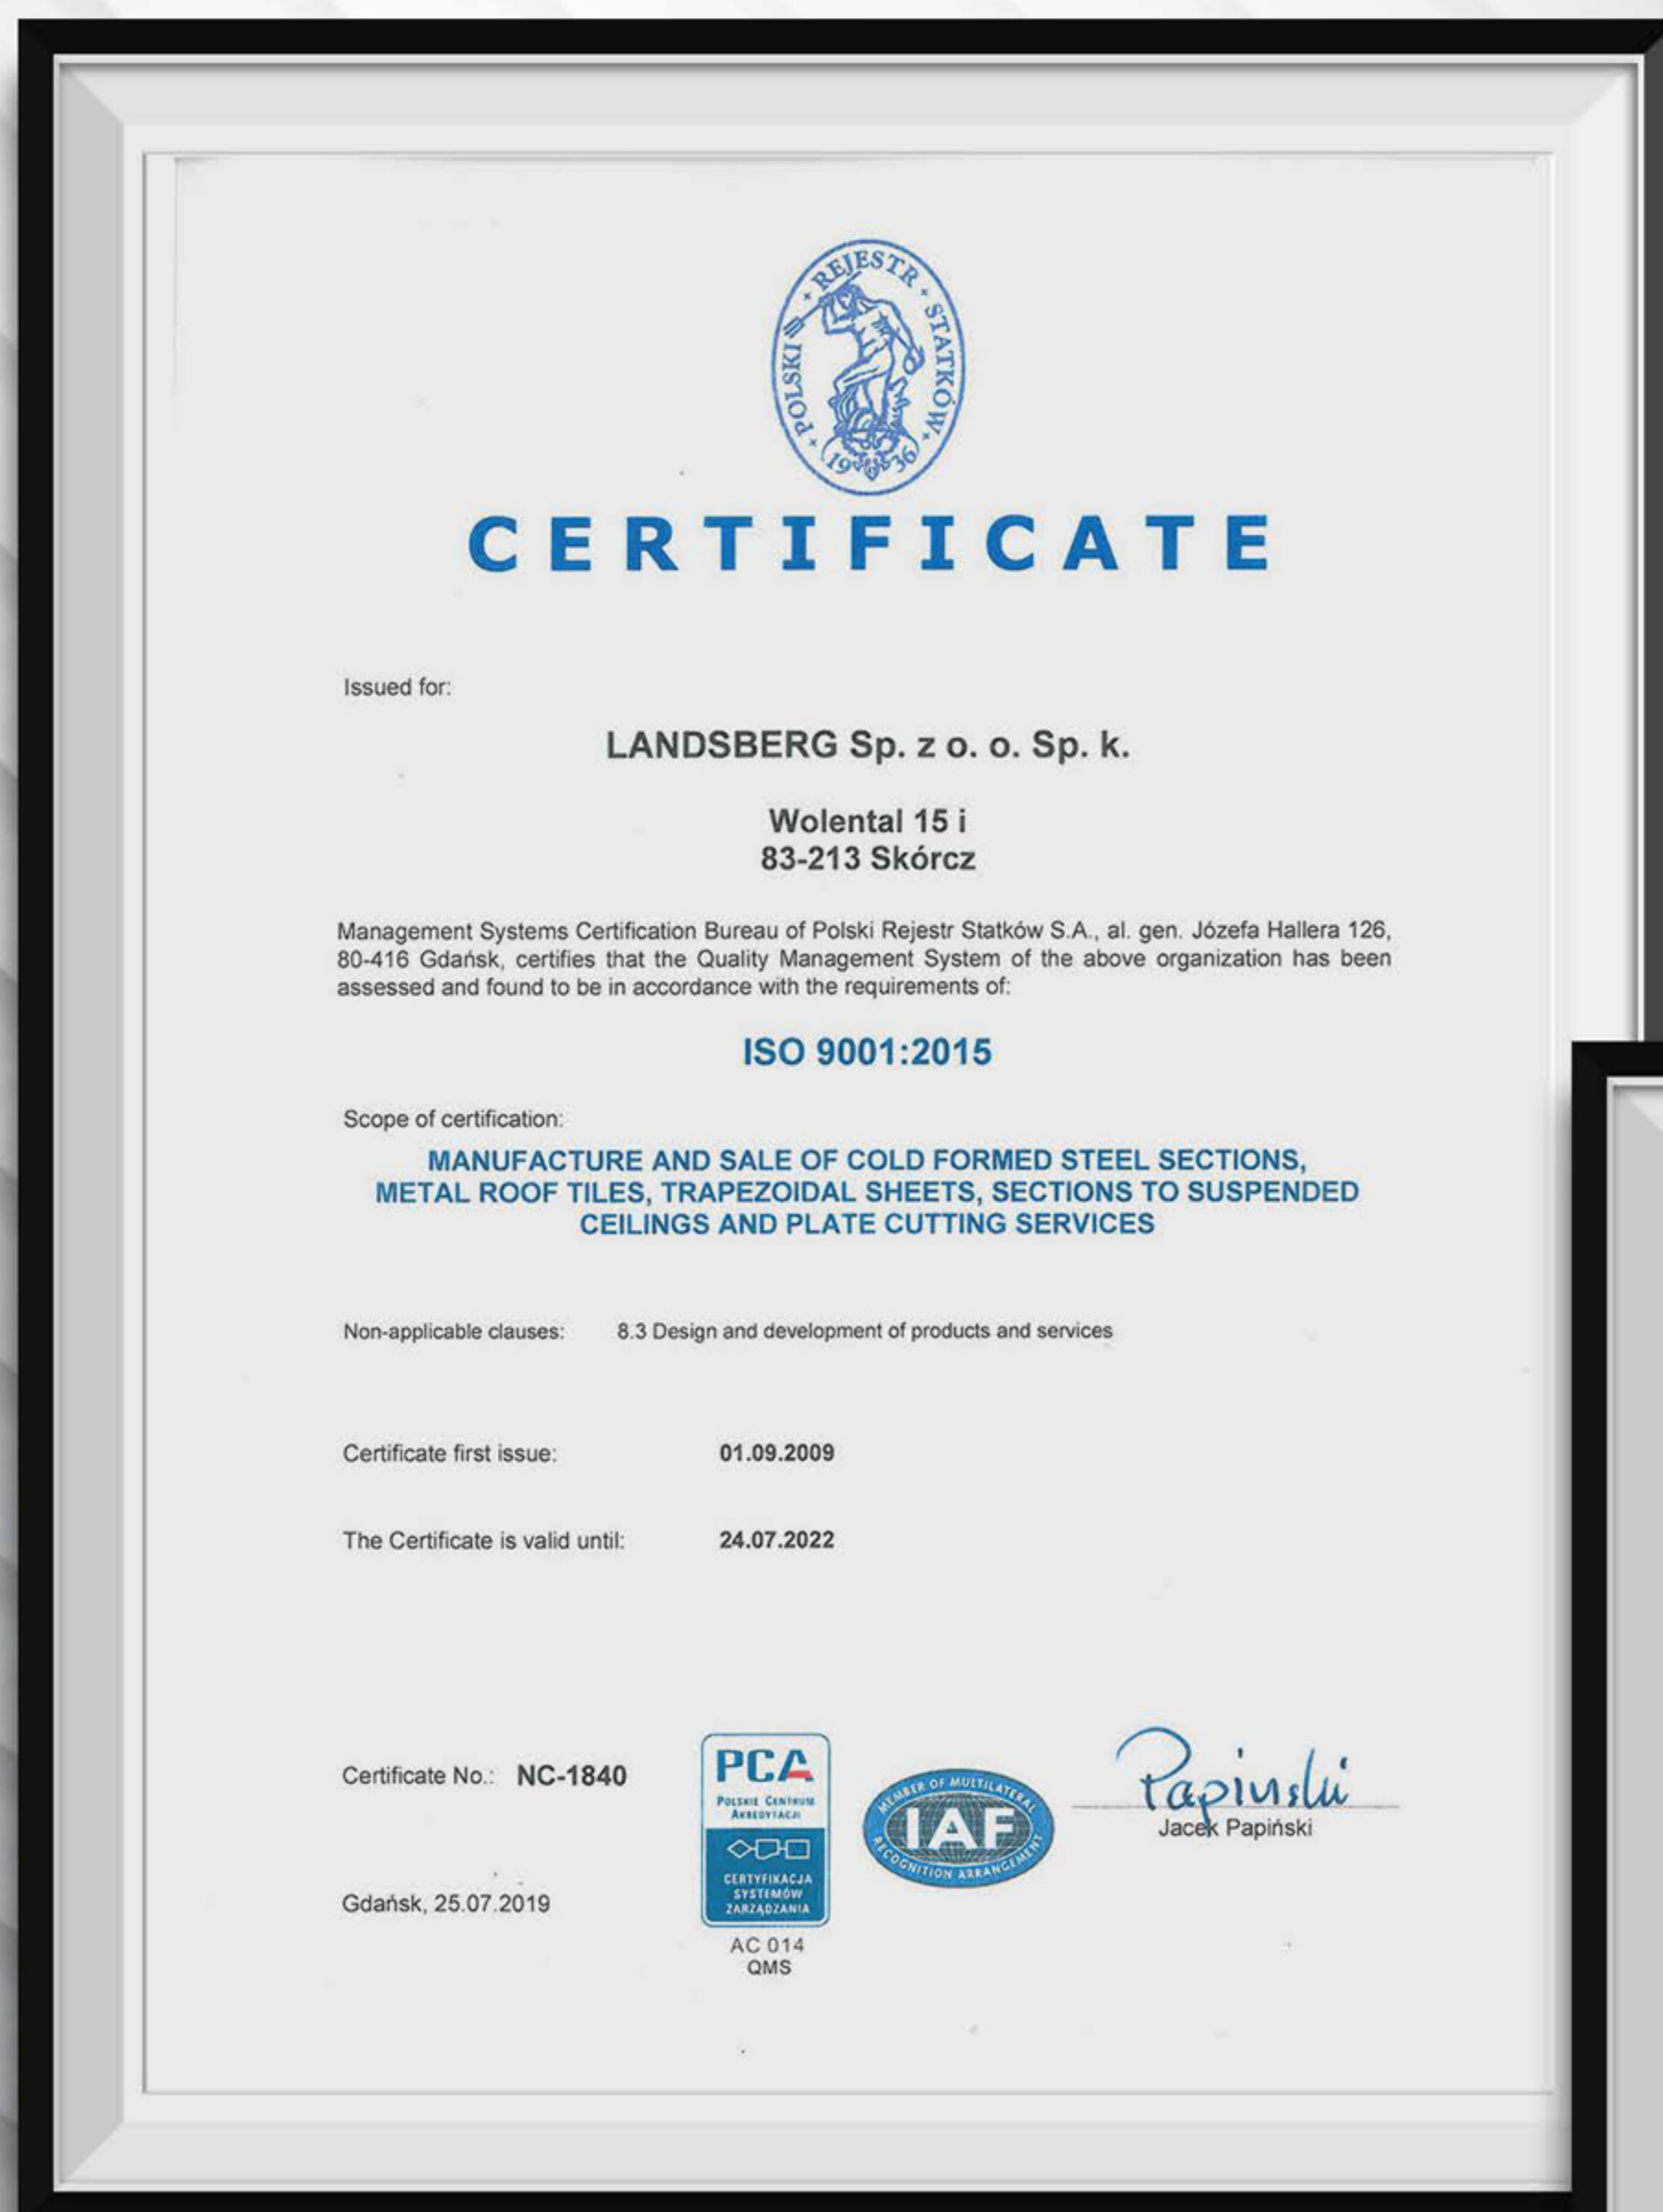 POLSKI + REJESTR + STATKÓW
1936
CERTIFICATE
Issued for:
LANDSBERG Sp. z o. o. Sp. k.
Wolental 15 i
83-213 Skórcz
Management Systems Certification Bureau of Polski Rejestr Statków S.A., al. gen. Józefa Hallera 126,
80-416 Gdańsk, certifies that the Quality Management System of the above organization has been
assessed and found to be in accordance with the requirements of:
ISO 9001:2015
Scope of certification:
MANUFACTURE AND SALE OF COLD FORMED STEEL SECTIONS,
METAL ROOF TILES, TRAPEZOIDAL SHEETS, SECTIONS TO SUSPENDED
CEILINGS AND PLATE CUTTING SERVICES
Non-applicable clauses: 8.3 Design and development of products and services
Certificate first issue: 01.09.2009
The Certificate is valid until: 24.07.2022
Certificate No.: NC-1840
Gdańsk, 25.07.2019
PCA
POLSKIE CENTRUM
AKREDYTACJI
CERTYFIKACJA
SYSTEMÓW
ZARZĄDZANIA
AC 014
QMS
MEMBER OF MULTILATERAL
IAF
RECOGNITION ARRANGEMENT
Papiński
Jacek Papiński